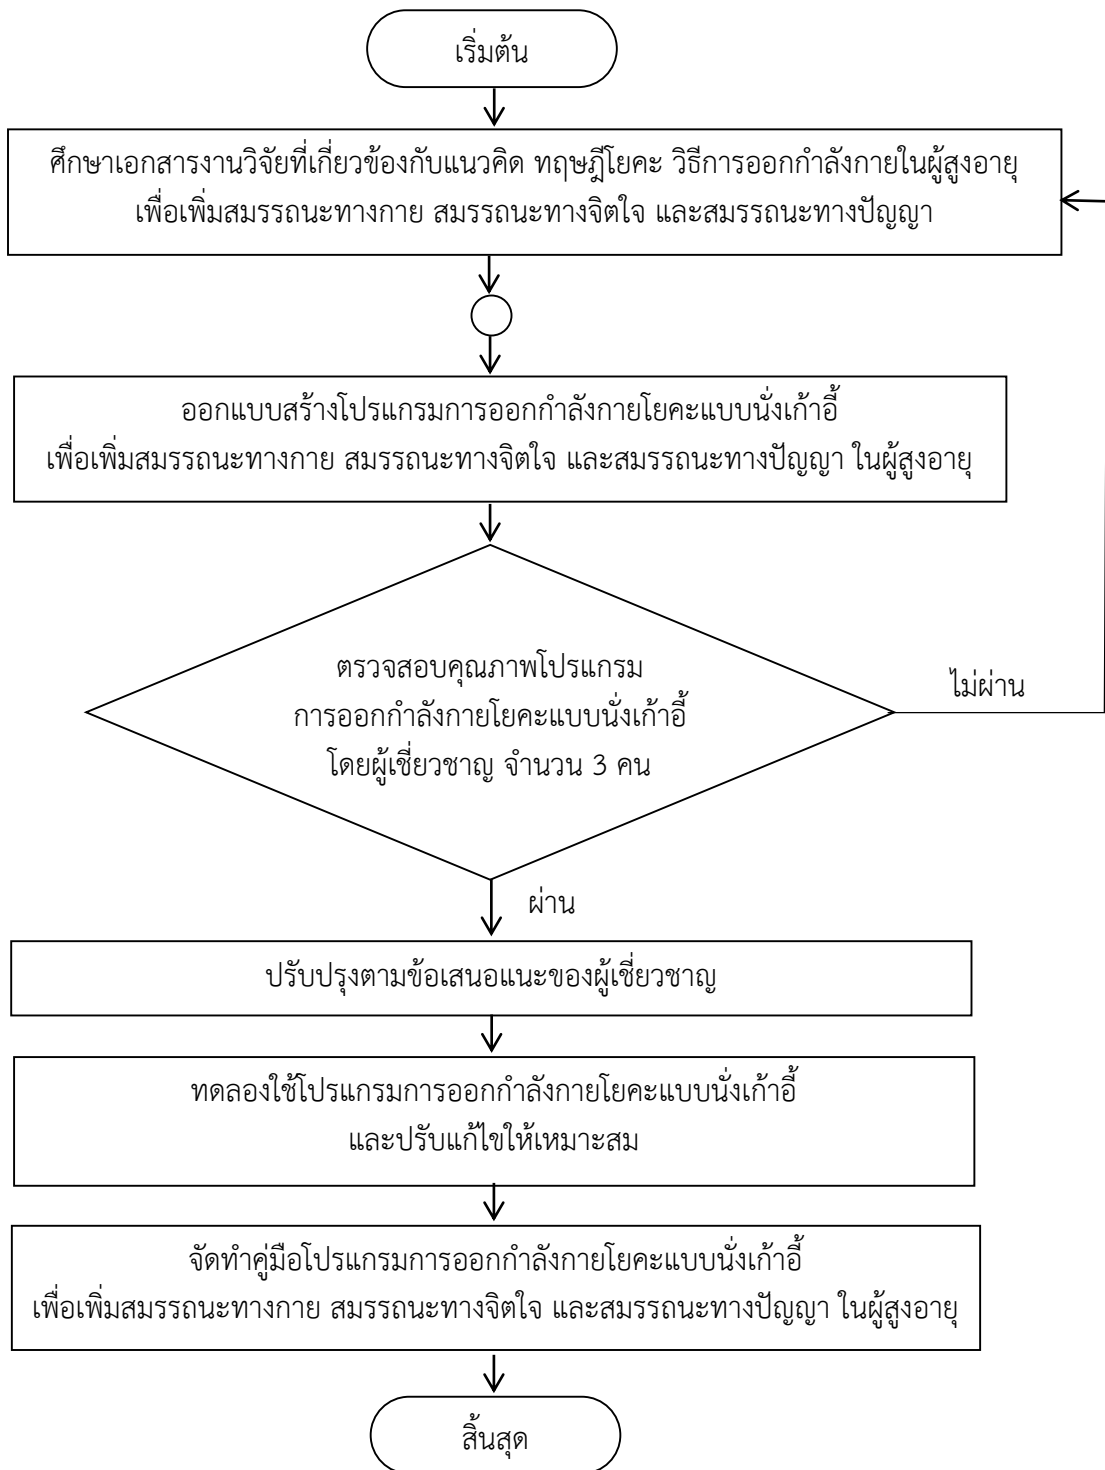 เริ่มต้น
ศึกษาเอกสารงานวิจัยที่เกี่ยวข้องกับแนวคิด ทฤษฎีโยคะ วิธีการออกกำลังกายในผู้สูงอายุ
เพื่อเพิ่มสมรรถนะทางกาย สมรรถนะทางจิตใจ และสมรรถนะทางปัญญา
ออกแบบสร้างโปรแกรมการออกกำลังกายโยคะแบบนั่งเก้าอี้
เพื่อเพิ่มสมรรถนะทางกาย สมรรถนะทางจิตใจ และสมรรถนะทางปัญญา ในผู้สูงอายุ
ตรวจสอบคุณภาพโปรแกรม
การออกกำลังกายโยคะแบบนั่งเก้าอี้
โดยผู้เชี่ยวชาญ จำนวน 3 คน
ไม่ผ่าน
ผ่าน
ปรับปรุงตามข้อเสนอแนะของผู้เชี่ยวชาญ
ทดลองใช้โปรแกรมการออกกำลังกายโยคะแบบนั่งเก้าอี้
และปรับแก้ไขให้เหมาะสม
จัดทำคู่มือโปรแกรมการออกกำลังกายโยคะแบบนั่งเก้าอี้
เพื่อเพิ่มสมรรถนะทางกาย สมรรถนะทางจิตใจ และสมรรถนะทางปัญญา ในผู้สูงอายุ
สิ้นสุด